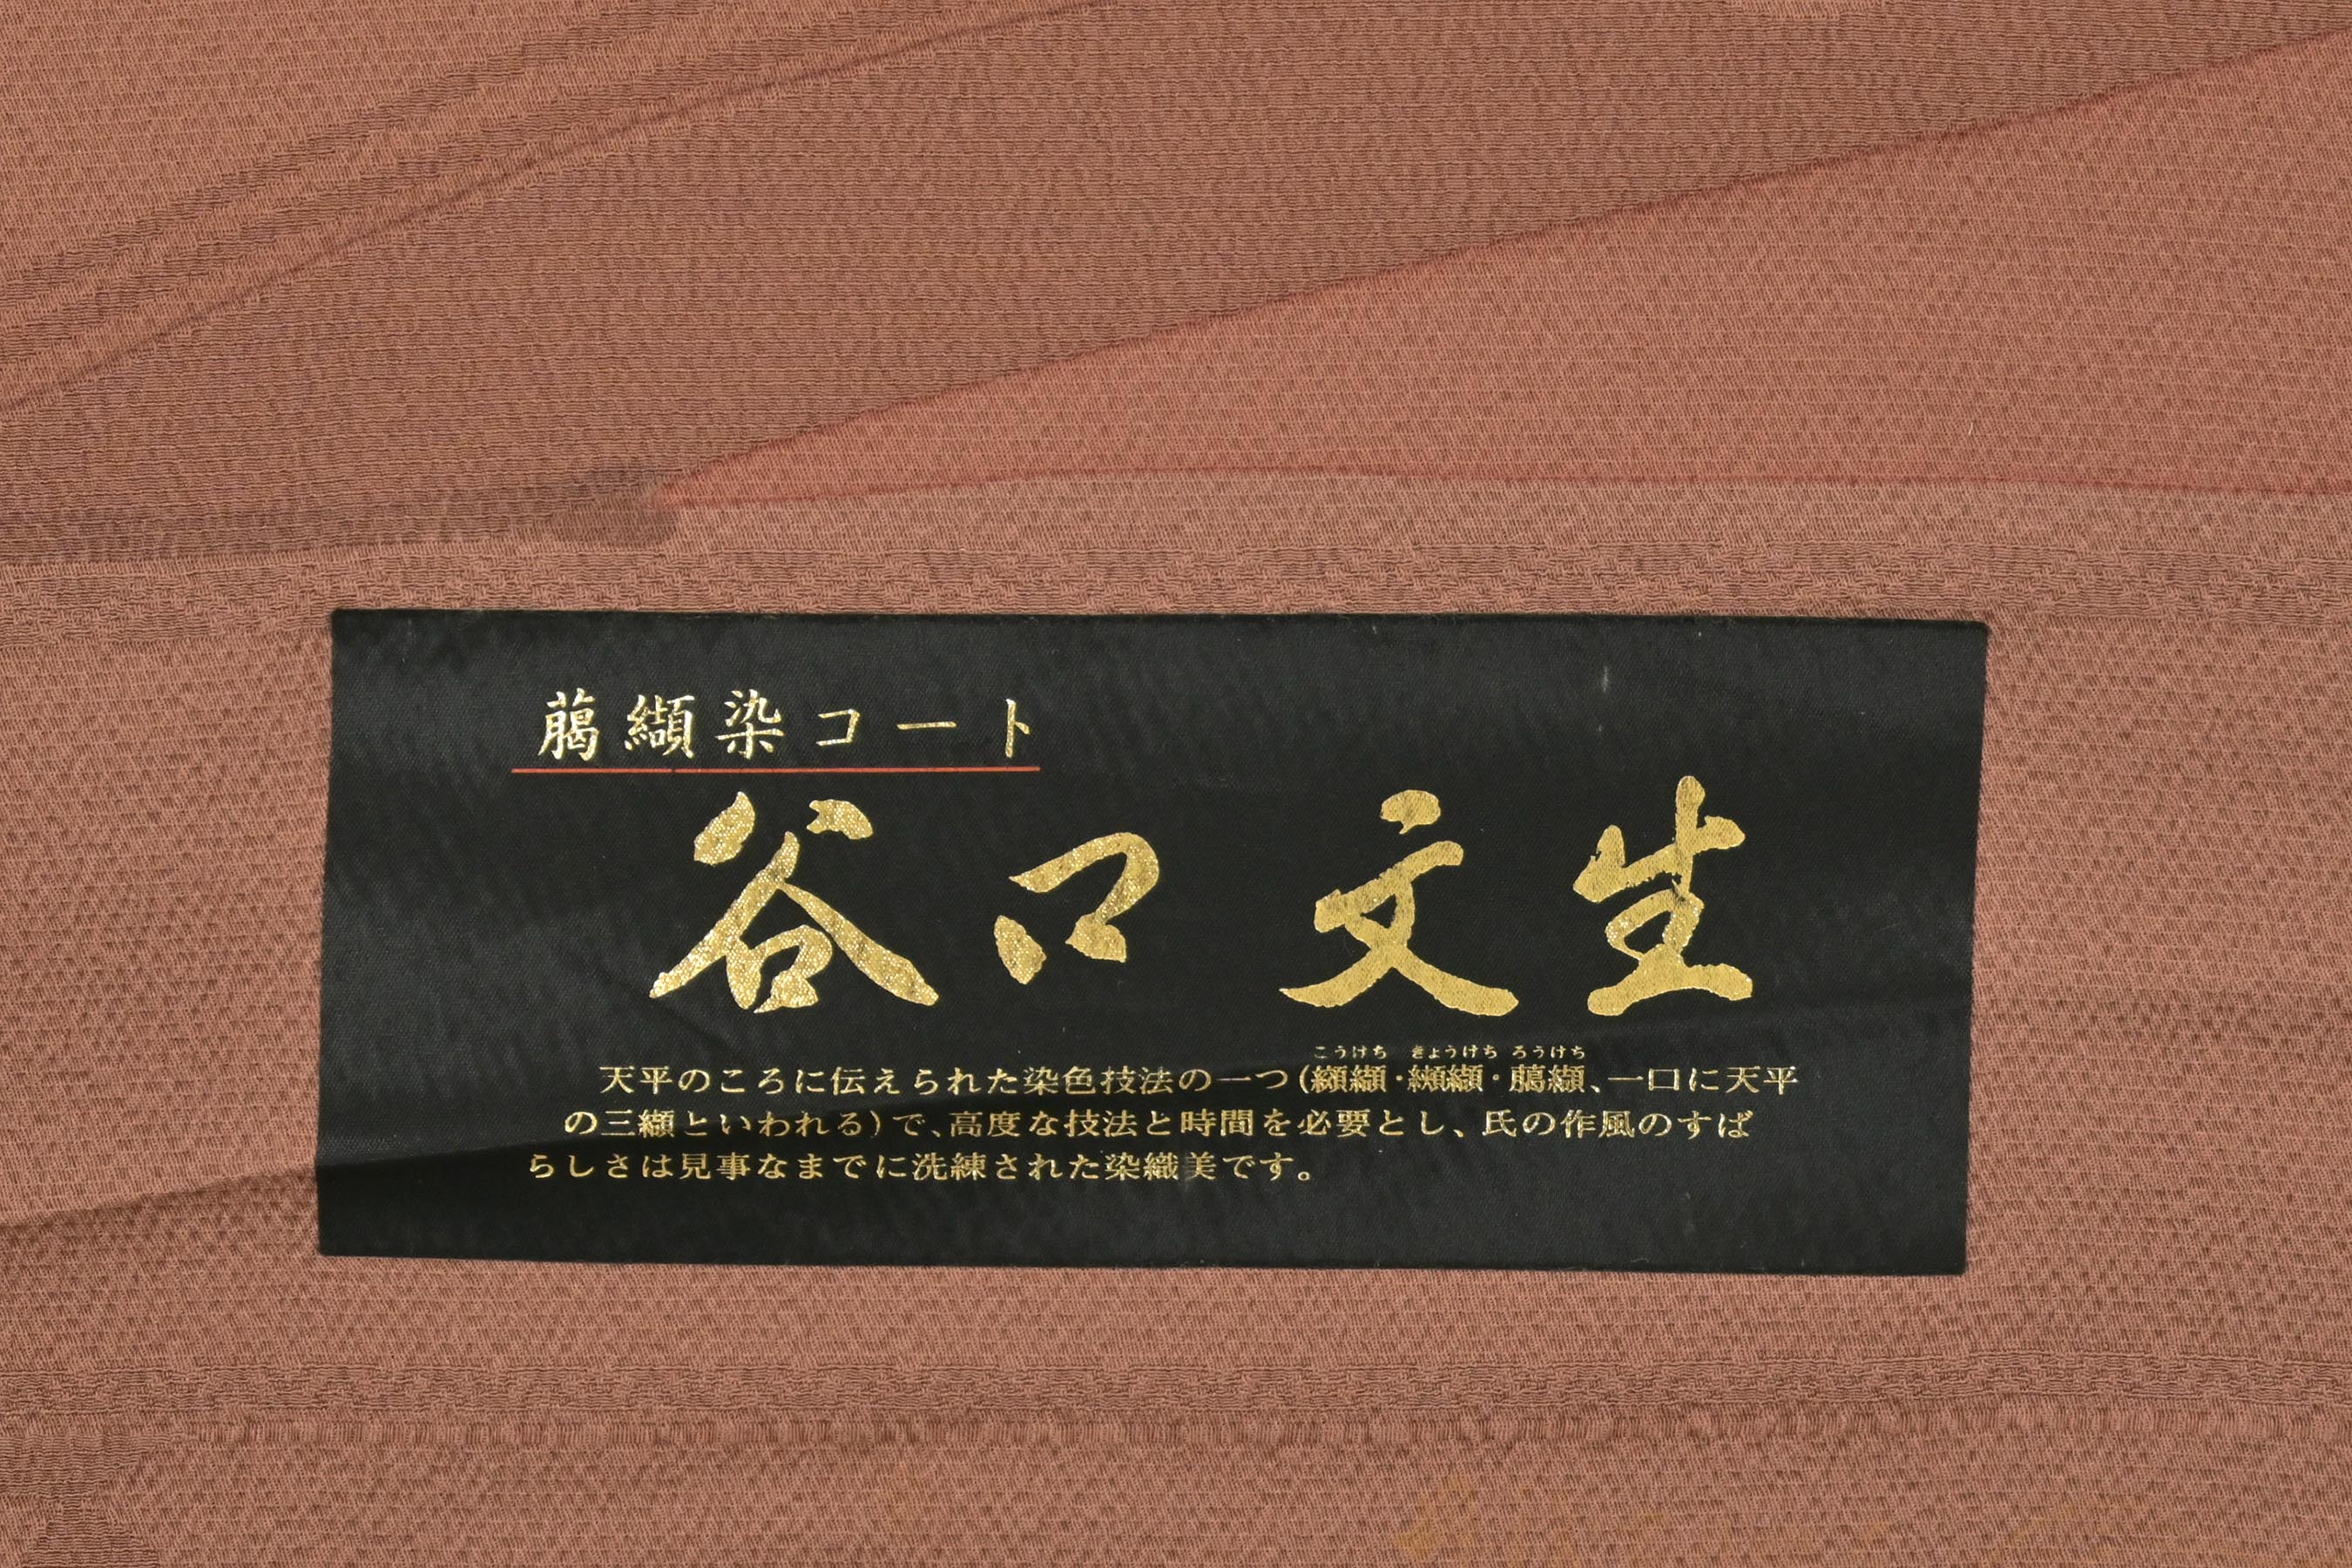 﨟纈染コート
谷口 文生
こうけち きょうけち ろうけち
天平のころに伝えられた染色技法の一つ(纐纈・纈纈・﨟纈、一口に天平
の三纈といわれる)で、高度な技法と時間を必要とし、氏の作風のすば
らしさは見事なまでに洗練された染織美です。